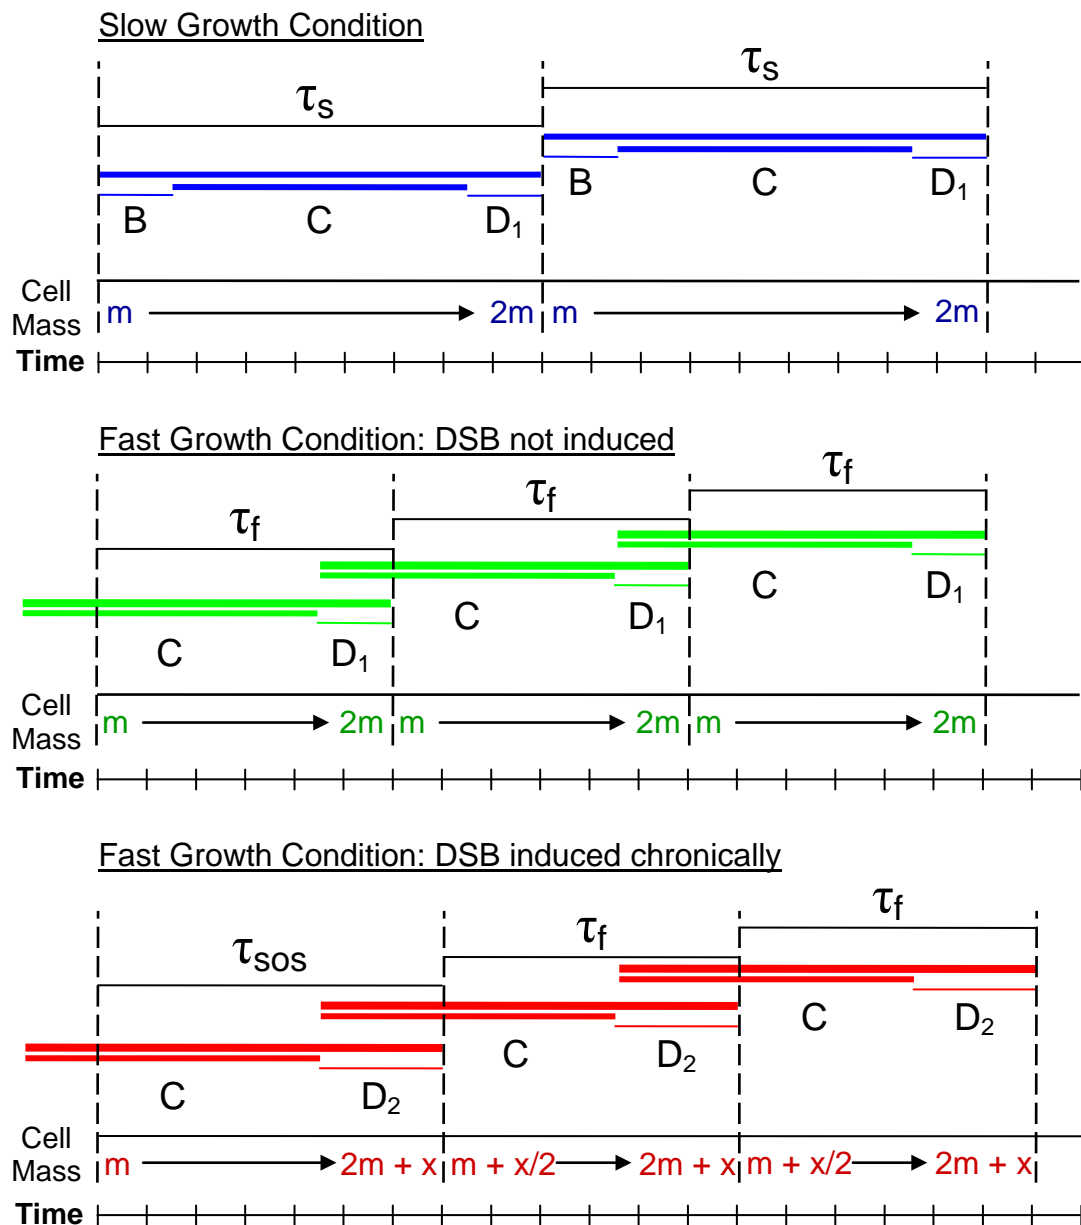 Slow Growth Condition
τs τs
B C D1 B C D1
Cell Mass m 2m m 2m
Time
Fast Growth Condition: DSB not induced
τf τf τf
C D1 C D1 C D1
Cell Mass m 2m m 2m m 2m
Time
Fast Growth Condition: DSB induced chronically
τsos τf τf
C D2 C D2 C D2
Cell Mass m 2m + x m + x/2 2m + x m + x/2 2m + x
Time